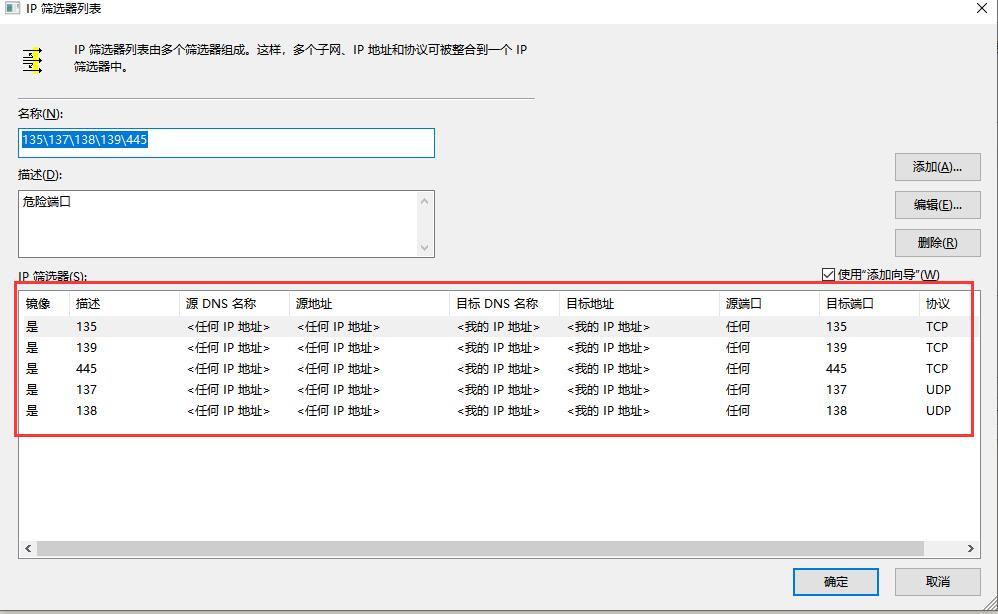 IP 筛选器列表
IP 筛选器列表由多个筛选器组成。这样，多个子网、IP 地址和协议可被整合到一个 IP
筛选器中。
名称(N):
135\137\138\139\445
添加(A)...
描述(D):
危险端口
编辑(E)...
删除(R)
IP 筛选器(S):
使用“添加向导”(W)
镜像 描述 源 DNS 名称 源地址 目标 DNS 名称 目标地址 源端口 目标端口 协议
是 135 <任何 IP 地址> <任何 IP 地址> <我的 IP 地址> <我的 IP 地址> 任何 135 TCP
是 139 <任何 IP 地址> <任何 IP 地址> <我的 IP 地址> <我的 IP 地址> 任何 139 TCP
是 445 <任何 IP 地址> <任何 IP 地址> <我的 IP 地址> <我的 IP 地址> 任何 445 TCP
是 137 <任何 IP 地址> <任何 IP 地址> <我的 IP 地址> <我的 IP 地址> 任何 137 UDP
是 138 <任何 IP 地址> <任何 IP 地址> <我的 IP 地址> <我的 IP 地址> 任何 138 UDP
确定 取消